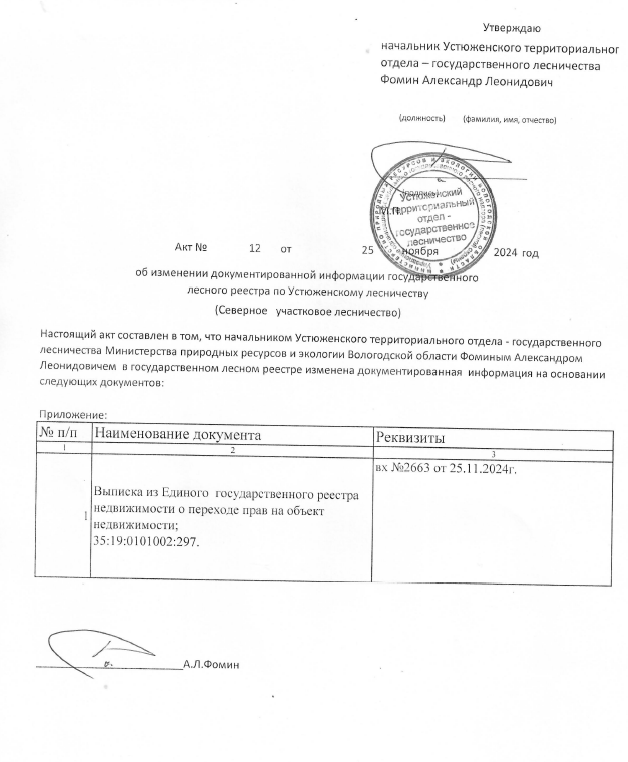 Утверждаю
начальник Устюженского территориальног
отдела – государственного лесничества
Фомин Александр Леонидович
(должность) (фамилия, имя, отчество)
(подпись)
М.П.
Устюженский
территориальный
отдел -
государственное
лесничество
Акт № 12 от 25 ноября 2024 год
об изменении документированной информации государственного
лесного реестра по Устюженскому лесничеству
(Северное участковое лесничество)
Настоящий акт составлен в том, что начальником Устюженского территориального отдела - государственного
лесничества Министерства природных ресурсов и экологии Вологодской области Фоминым Александром
Леонидовичем в государственном лесном реестре изменена документированная информация на основании
следующих документов:
Приложение:
№ п/п Наименование документа Реквизиты
1 2 3
вх №2663 от 25.11.2024г.
Выписка из Единого государственного реестра
1 недвижимости о переходе прав на объект
недвижимости;
35:19:0101002:297.
А.Л.Фомин